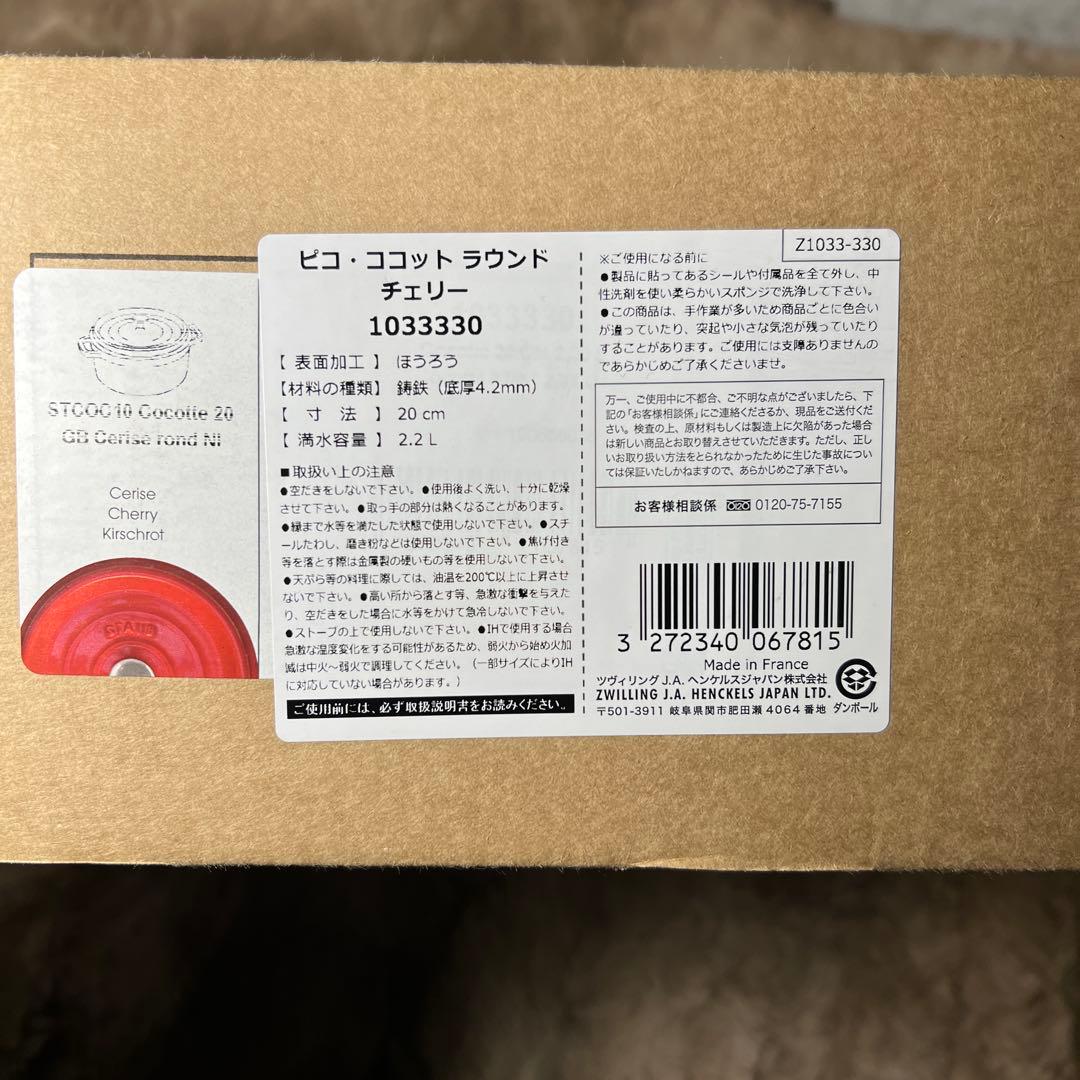 STCOC10 Cocotte 20
GB Cerise rond NI
Cerise
Cherry
Kirschrot
STAUB
ピコ・ココット ラウンド
チェリー
1033330
【 表面加工 】 ほうろう
【材料の種類】 鋳鉄（底厚4.2mm）
【 寸 法 】 20 cm
【 満水容量 】 2.2 L
■取扱い上の注意
●空だきをしないで下さい。●使用後よく洗い、十分に乾燥
させて下さい。●取っ手の部分は熱くなることがあります。
●縁まで水等を満たした状態で使用しないで下さい。●スチ
ールたわし、磨き粉などは使用しないで下さい。●焦げ付き
等を落とす際は金属製の硬いもの等を使用しないで下さい。
●天ぷら等の料理に際しては、油温を200℃以上に上昇させ
ないで下さい。●高い所から落とす等、急激な衝撃を与えた
り、空だきをした場合に水等をかけて急冷しないで下さい。
●ストーブの上で使用しないで下さい。●IHで使用する場合
急激な温度変化をする可能性があるため、弱火から始め火加
減は中火～弱火で調理してください。（一部サイズによりIH
に対応していない場合があります。）
ご使用前には、必ず取扱説明書をお読みください。
Z1033-330
※ご使用になる前に
●製品に貼ってあるシールや付属品を全て外し、中
性洗剤を使い柔らかいスポンジで洗浄して下さい。
●この商品は、手作業が多いため商品ごとに色合い
が違っていたり、突起や小さな気泡が残っていたりす
することがあります。ご使用には支障ありませんの
であらかじめご了承くださいませ。
万一、ご使用中に不都合、ご不明な点がございましたら、下
記の「お客様相談係」にご連絡くださるか、現品をご送付くださ
い。検査の上、原材料もしくは製造上に欠陥があった場合
は新しい商品とお取り替えさせていただきます。ただし、正し
いお取り扱い方法をとられなかったために生じた事故につい
ては保証いたしかねますので、あらかじめご了承下さい。
お客様相談係 0120-75-7155
3 272340 067815
Made in France
ツヴィリング J.A. ヘンケルスジャパン株式会社
ZWILLING J.A. HENCKELS JAPAN LTD.
〒501-3911 岐阜県関市肥田瀬 4064 番地 ダンボール